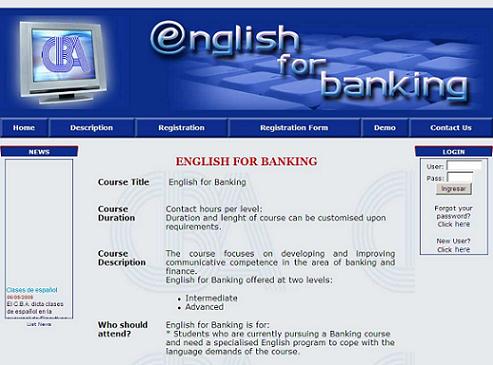 CBA
english
for
banking
Home Description Registration Registration Form Demo Contact Us
NEWS
Clases de español
El C.B.A. dicta clases
de español en la
List News
ENGLISH FOR BANKING
Course Title English for Banking
Course Duration
Contact hours per level:
Duration and lenght of course can be customised upon
requirements.
Course Description
The course focuses on developing and improving
communicative competence in the area of banking and
finance.
English for Banking offered at two levels:
• Intermediate
• Advanced
Who should attend?
English for Banking is for:
* Students who are currently pursuing a Banking course
and need a specialised English program to cope with the
language demands of the course.
LOGIN
User:
Pass:
Ingresar
Forgot your
password?
Click here
New User?
Click here